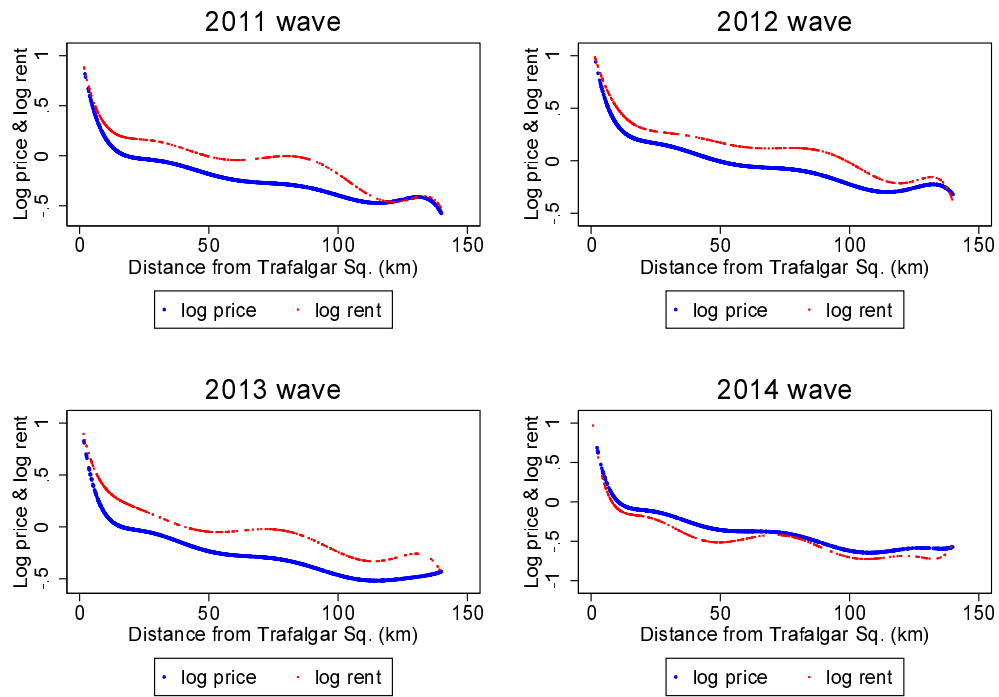 2011 wave
Log price & log rent
1
.5
0
-.5
0 50 100 150
Distance from Trafalgar Sq. (km)
log price log rent
2012 wave
Log price & log rent
1
.5
0
-.5
0 50 100 150
Distance from Trafalgar Sq. (km)
log price log rent
2013 wave
Log price & log rent
1
.5
0
-.5
0 50 100 150
Distance from Trafalgar Sq. (km)
log price log rent
2014 wave
Log price & log rent
1
.5
0
-.5
-1
0 50 100 150
Distance from Trafalgar Sq. (km)
log price log rent